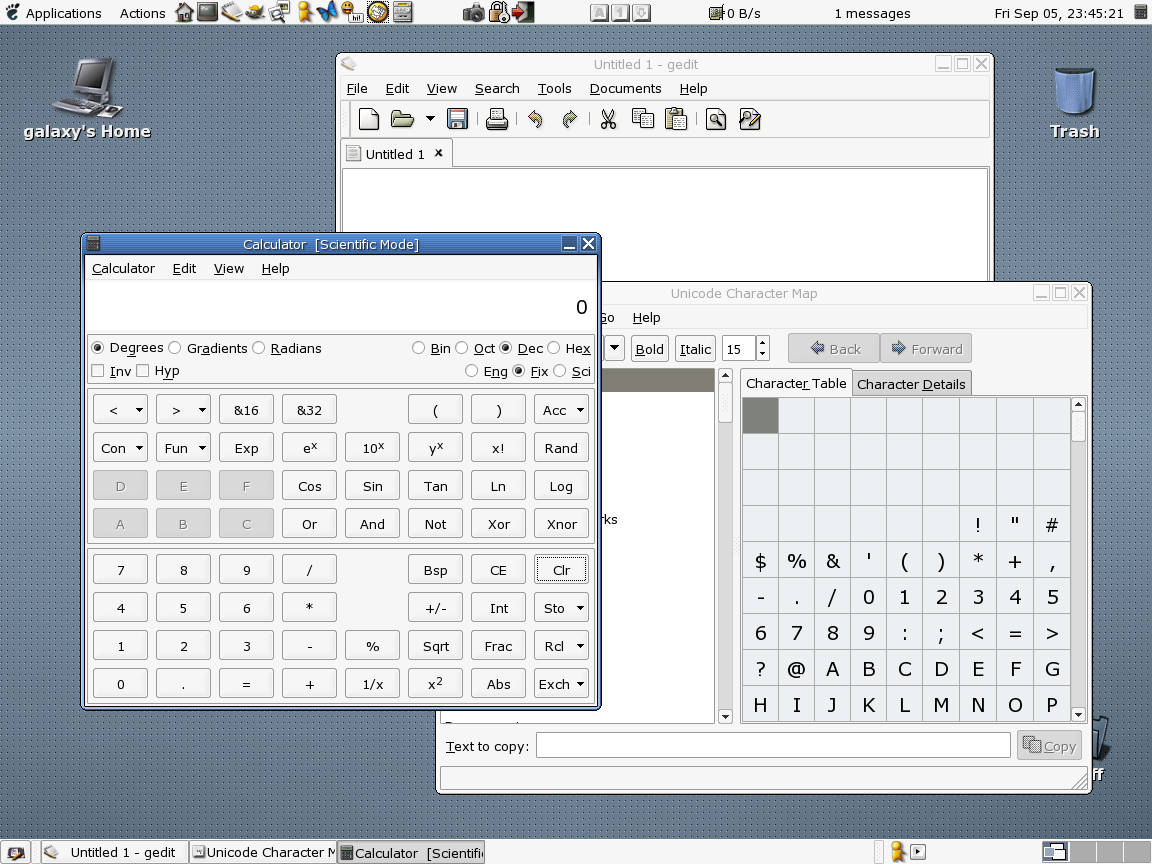 Applications Actions 0 B/s 1 messages Fri Sep 05, 23:45:21
galaxy's Home
Trash
Untitled 1 - gedit
File Edit View Search Tools Documents Help
Untitled 1
Calculator [Scientific Mode]
Calculator Edit View Help
0
Degrees Gradients Radians Bin Oct Dec Hex
Inv Hyp Eng Fix Sci
< > &16 &32 ( ) Acc
Con Fun Exp eˣ 10ˣ yˣ x! Rand
D E F Cos Sin Tan Ln Log
A B C Or And Not Xor Xnor
7 8 9 / Bsp CE Clr
4 5 6 * +/- Int Sto
1 2 3 - % Sqrt Frac Rcl
0 . = + 1/x x² Abs Exch
Unicode Character Map
Go Help
Bold Italic 15 Back Forward
Character Table Character Details
rks
! " #
$ % & ' ( ) * + ,
- . / 0 1 2 3 4 5
6 7 8 9 : ; < = >
? @ A B C D E F G
H I J K L M N O P
Text to copy: Copy
ff
Untitled 1 - gedit Unicode Character M Calculator [Scientifi